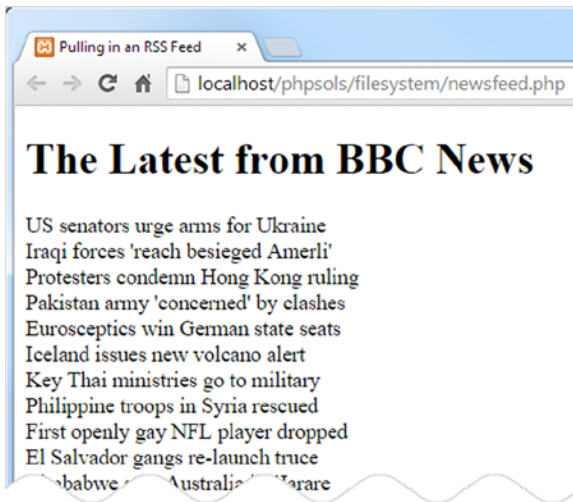 Pulling in an RSS Feed
localhost/phpsols/filesystem/newsfeed.php
The Latest from BBC News
US senators urge arms for Ukraine
Iraqi forces 'reach besieged Amerli'
Protesters condemn Hong Kong ruling
Pakistan army 'concerned' by clashes
Eurosceptics win German state seats
Iceland issues new volcano alert
Key Thai ministries go to military
Philippine troops in Syria rescued
First openly gay NFL player dropped
El Salvador gangs re-launch truce
Australia Harare